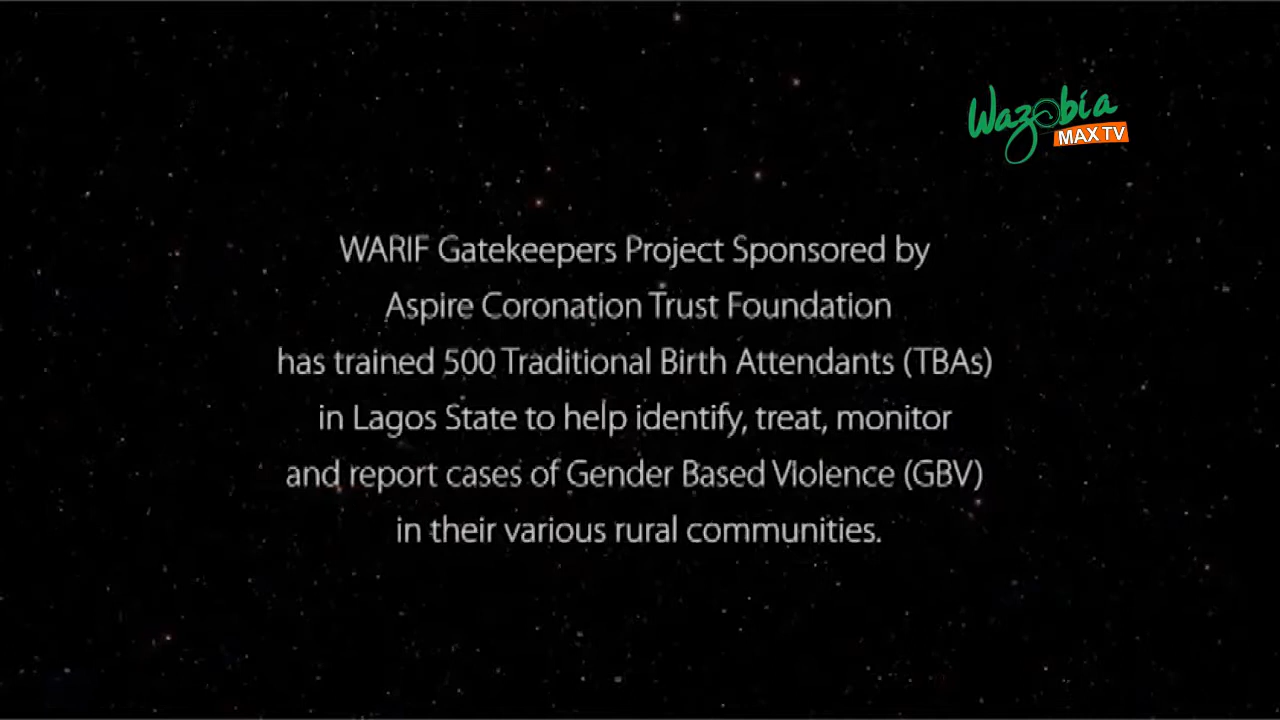 Wazobia
MAX TV
WARIF Gatekeepers Project Sponsored by
Aspire Coronation Trust Foundation
has trained 500 Traditional Birth Attendants (TBAs)
in Lagos State to help identify, treat, monitor
and report cases of Gender Based Violence (GBV)
in their various rural communities.